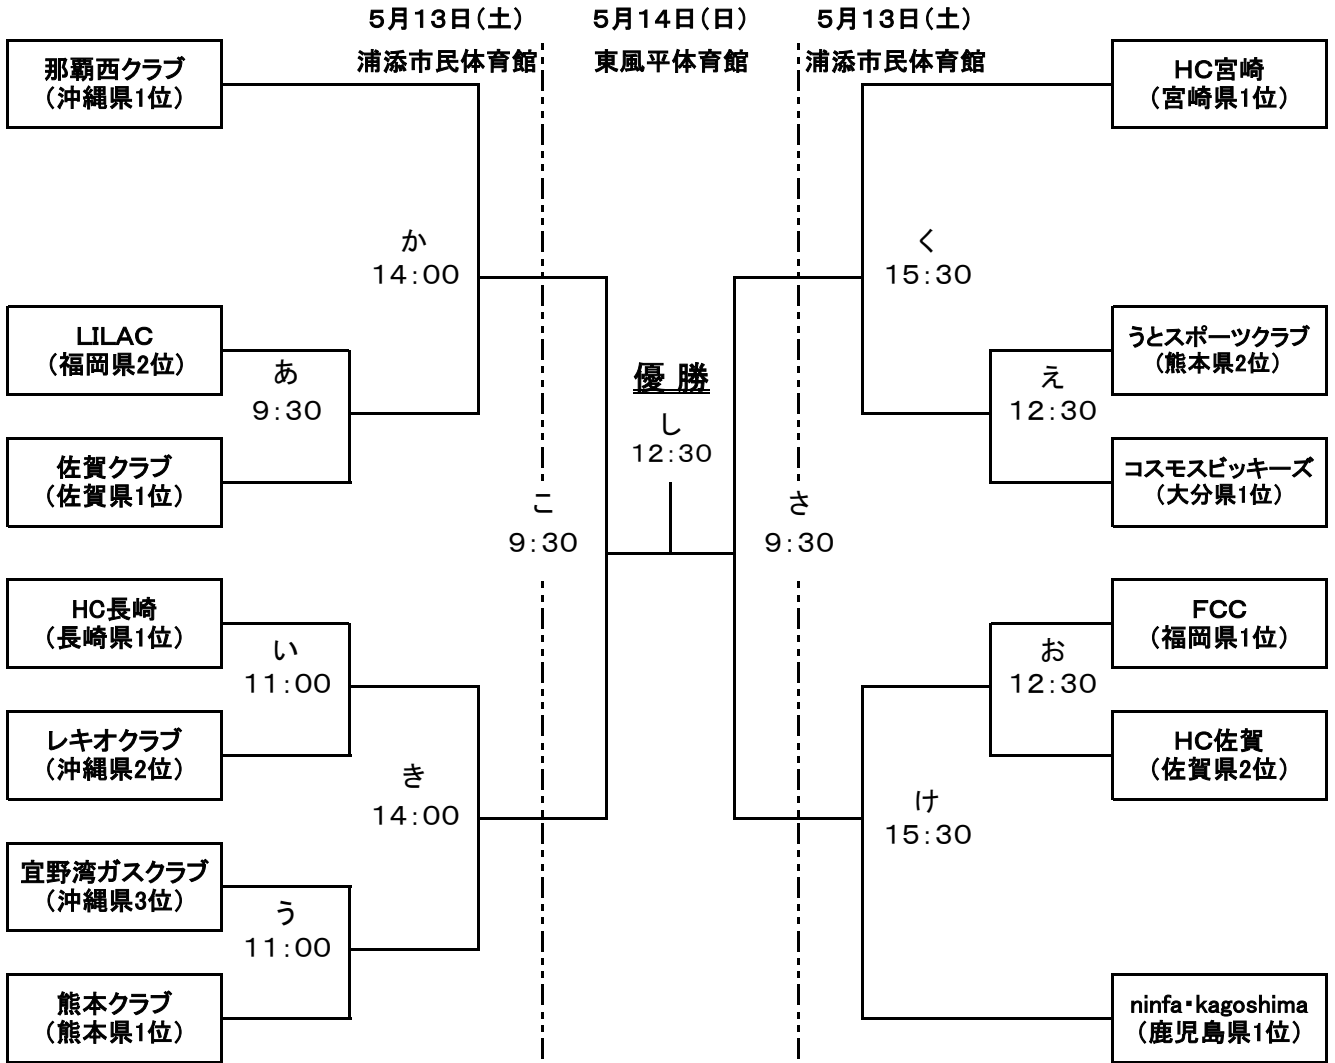 5月13日(土)
5月14日(日)
5月13日(土)
浦添市民体育館
東風平体育館
浦添市民体育館
那覇西クラブ
(沖縄県1位)
HC宮崎
(宮崎県1位)
か
14:00
く
15:30
LILAC
(福岡県2位)
あ
9:30
佐賀クラブ
(佐賀県1位)
優 勝
し
12:30
うとスポーツクラブ
(熊本県2位)
え
12:30
コスモスビッキーズ
(大分県1位)
こ
9:30
さ
9:30
HC長崎
(長崎県1位)
い
11:00
レキオクラブ
(沖縄県2位)
FCC
(福岡県1位)
お
12:30
HC佐賀
(佐賀県2位)
き
14:00
け
15:30
宜野湾ガスクラブ
(沖縄県3位)
う
11:00
熊本クラブ
(熊本県1位)
ninfa・kagoshima
(鹿児島県1位)